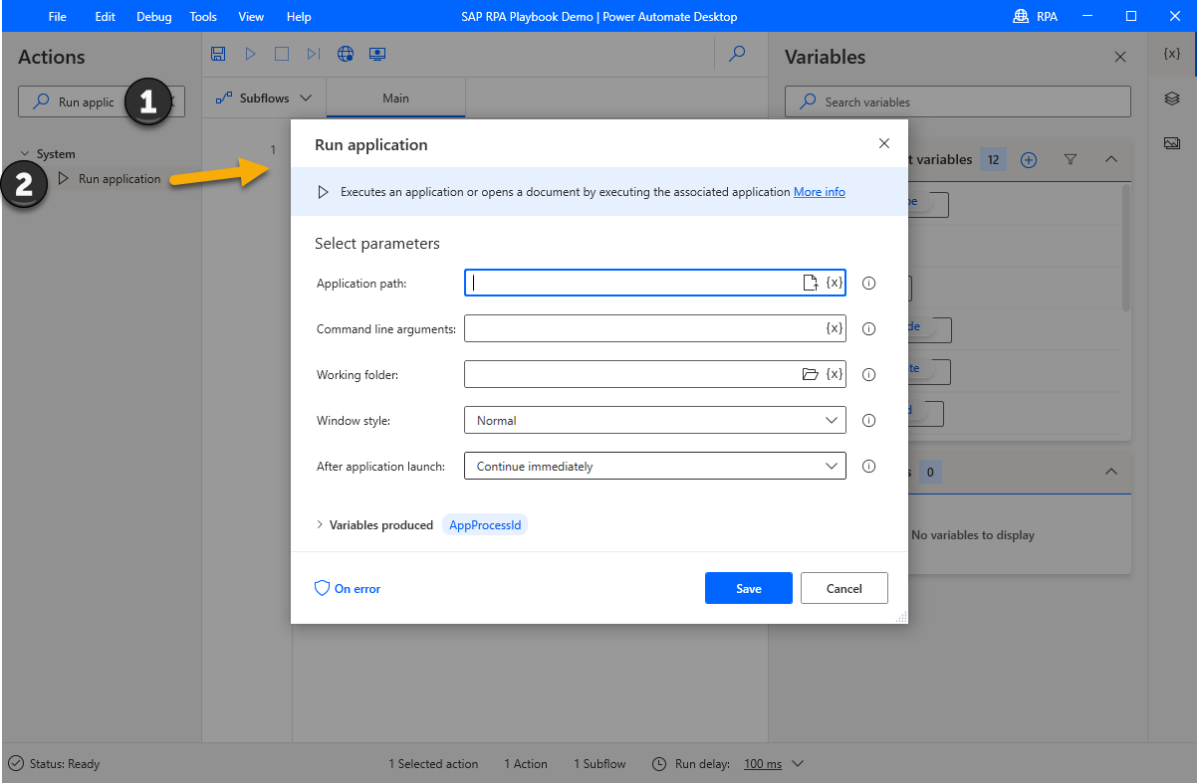 File Edit Debug Tools View Help SAP RPA Playbook Demo | Power Automate Desktop RPA
Actions
Run applic
1
System
2
Run application
Subflows Main
1
Variables
{x}
Search variables
t variables 12
de
te
d
0
No variables to display
Run application
Executes an application or opens a document by executing the associated application More info
Select parameters
Application path: {x}
Command line arguments: {x}
Working folder: {x}
Window style: Normal
After application launch: Continue immediately
Variables produced AppProcessId
On error Save Cancel
Status: Ready 1 Selected action 1 Action 1 Subflow Run delay: 100 ms